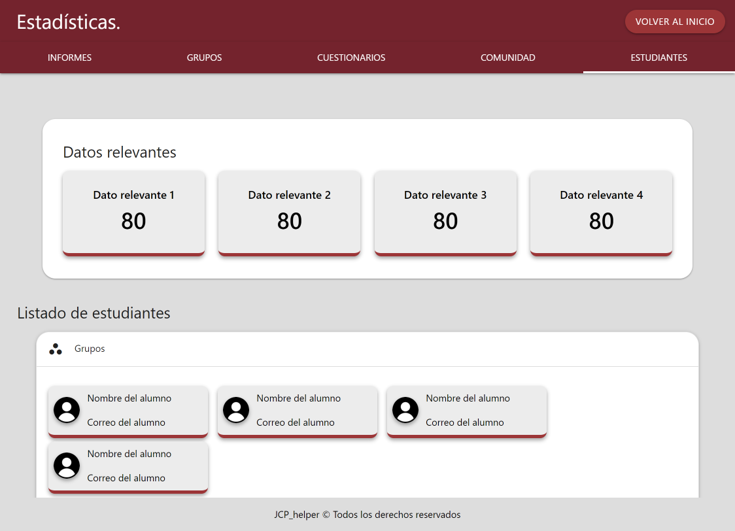 Estadísticas.
VOLVER AL INICIO
INFORMES GRUPOS CUESTIONARIOS COMUNIDAD ESTUDIANTES
Datos relevantes
Dato relevante 1
80
Dato relevante 2
80
Dato relevante 3
80
Dato relevante 4
80
Listado de estudiantes
Grupos
Nombre del alumno
Correo del alumno
Nombre del alumno
Correo del alumno
Nombre del alumno
Correo del alumno
Nombre del alumno
Correo del alumno
JCP_helper © Todos los derechos reservados